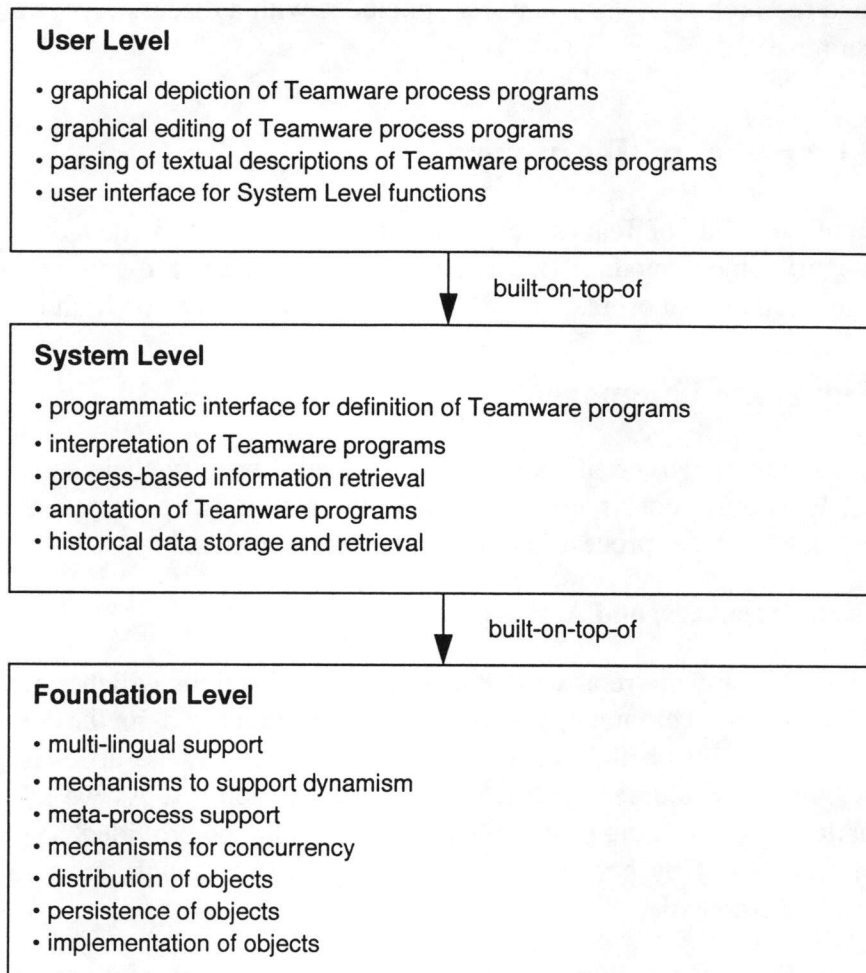 User Level
• graphical depiction of Teamware process programs
• graphical editing of Teamware process programs
• parsing of textual descriptions of Teamware process programs
• user interface for System Level functions
built-on-top-of
System Level
• programmatic interface for definition of Teamware programs
• interpretation of Teamware programs
• process-based information retrieval
• annotation of Teamware programs
• historical data storage and retrieval
built-on-top-of
Foundation Level
• multi-lingual support
• mechanisms to support dynamism
• meta-process support
• mechanisms for concurrency
• distribution of objects
• persistence of objects
• implementation of objects